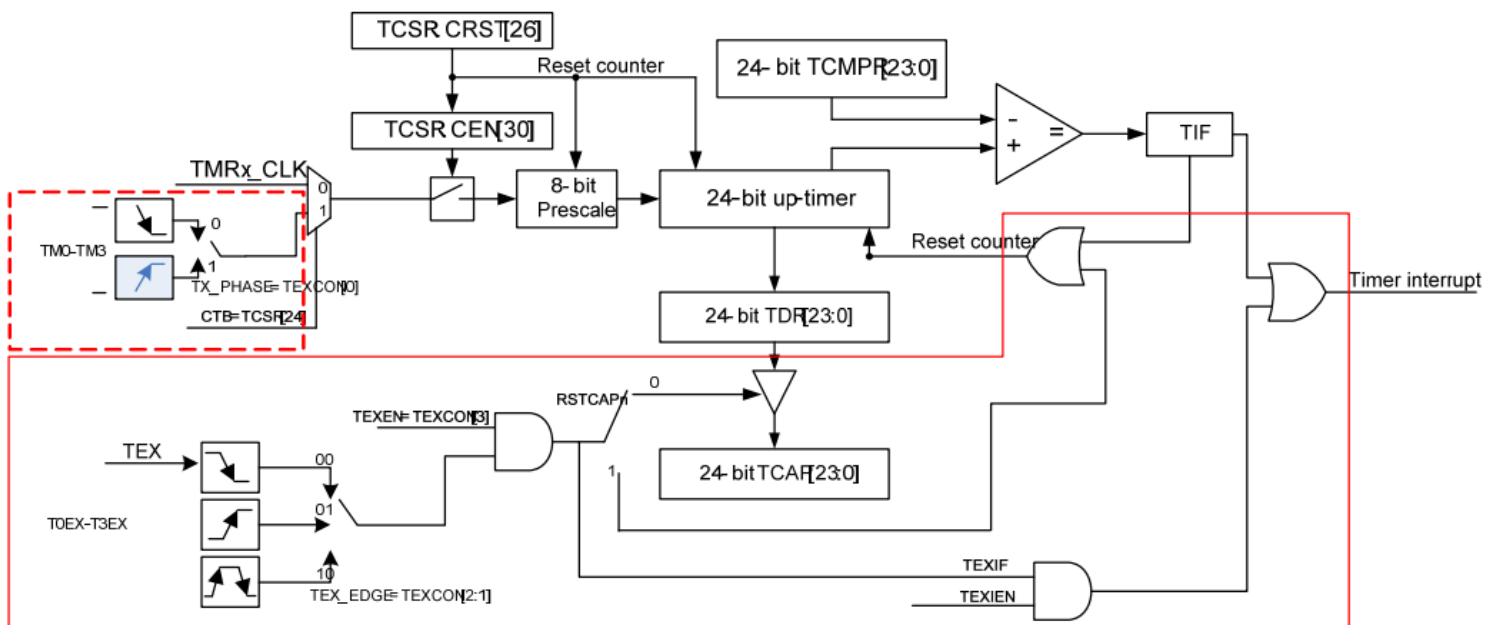 TCSR.CRST[26]
Reset counter
24- bit TCMPR[23:0]
TCSR.CEN[30]
- =
+
TIF
TMRx_CLK
0
1
8- bit
Prescale
24-bit up-timer
TM0-TM3
0
1
TX_PHASE= TEXCON[0]
CTB=TCSR[24]
Reset counter
Timer interrupt
24-bit TDR[23:0]
RSTCAPn
0
1
TEXEN= TEXCON[3]
24-bit TCAP[23:0]
TEX
00
01
10
T0EX-T3EX
TEX_EDGE= TEXCON[2:1]
TEXIF
TEXIEN